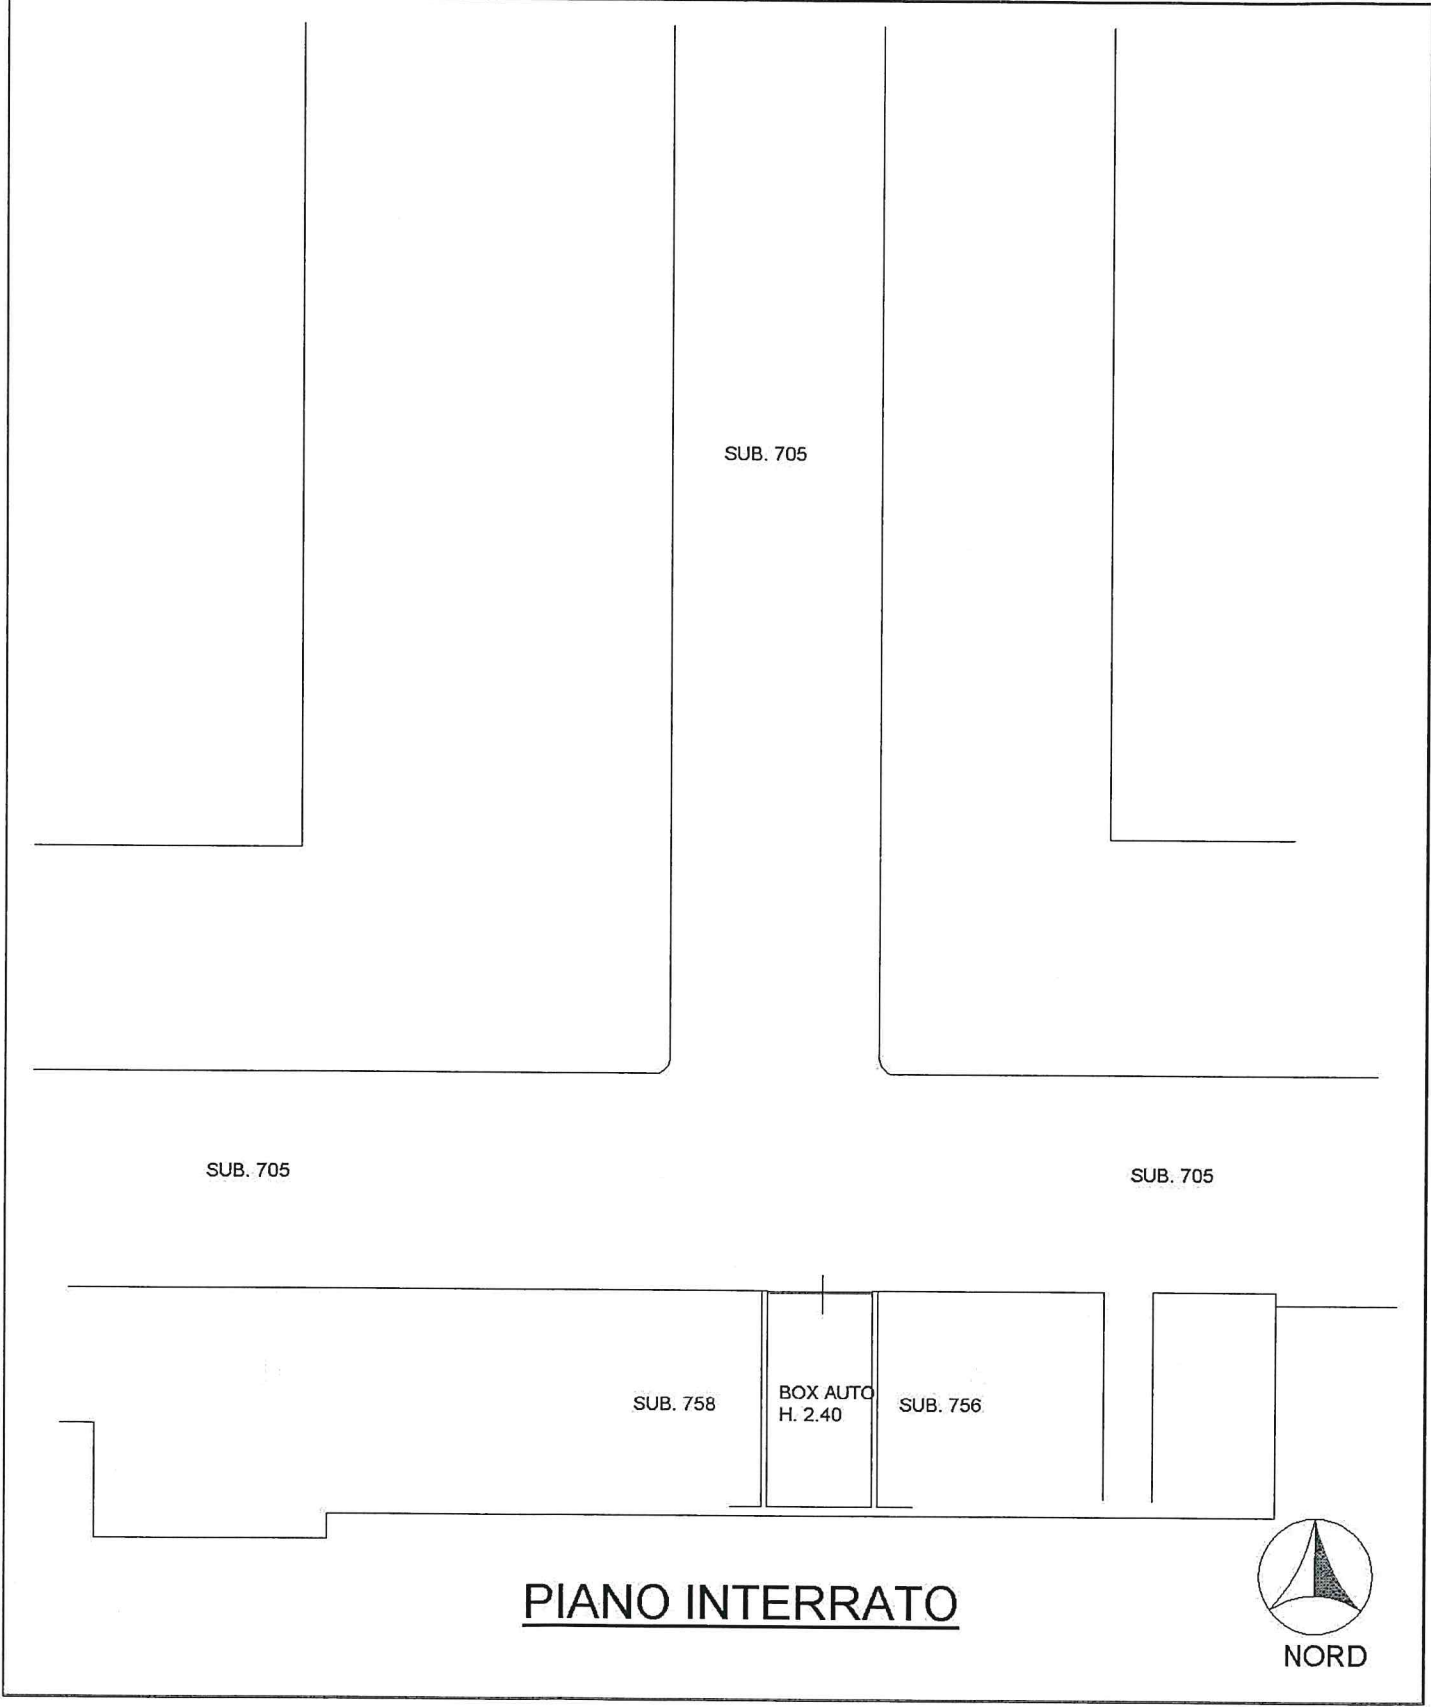 SUB. 705
SUB. 705
SUB. 705
SUB. 758
BOX AUTO
H. 2.40
SUB. 756
PIANO INTERRATO
NORD